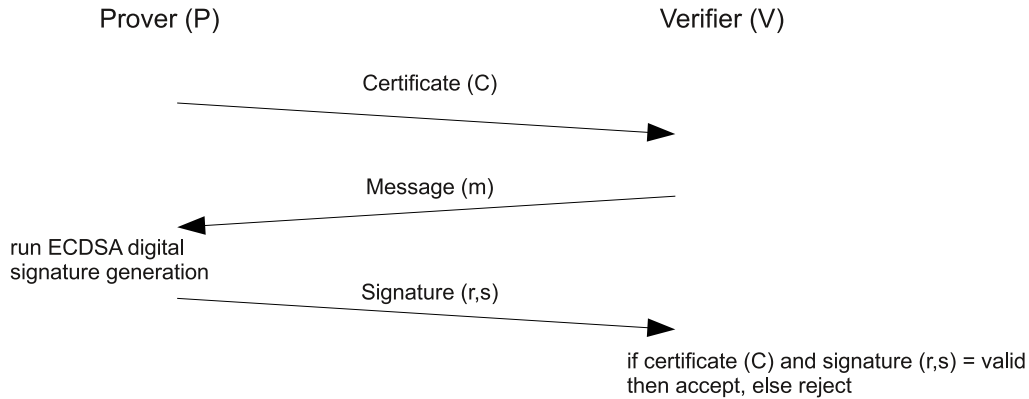 Prover (P)
Verifier (V)
Certificate (C)
Message (m)
run ECDSA digital
signature generation
Signature (r,s)
if certificate (C) and signature (r,s) = valid
then accept, else reject